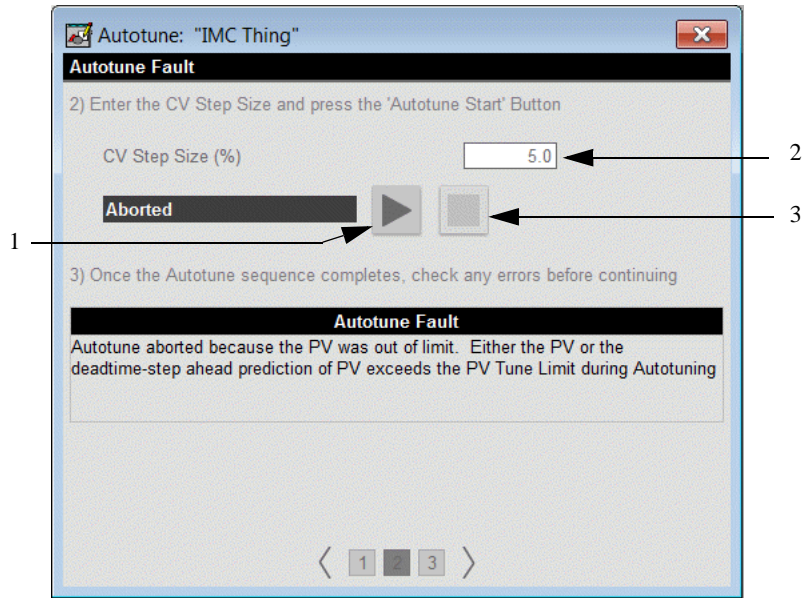 Autotune: "IMC Thing"
Autotune Fault
2) Enter the CV Step Size and press the 'Autotune Start' Button
CV Step Size (%)
5.0
2
Aborted
3
1
3) Once the Autotune sequence completes, check any errors before continuing
Autotune Fault
Autotune aborted because the PV was out of limit. Either the PV or the
deadtime-step ahead prediction of PV exceeds the PV Tune Limit during Autotuning
1 2 3